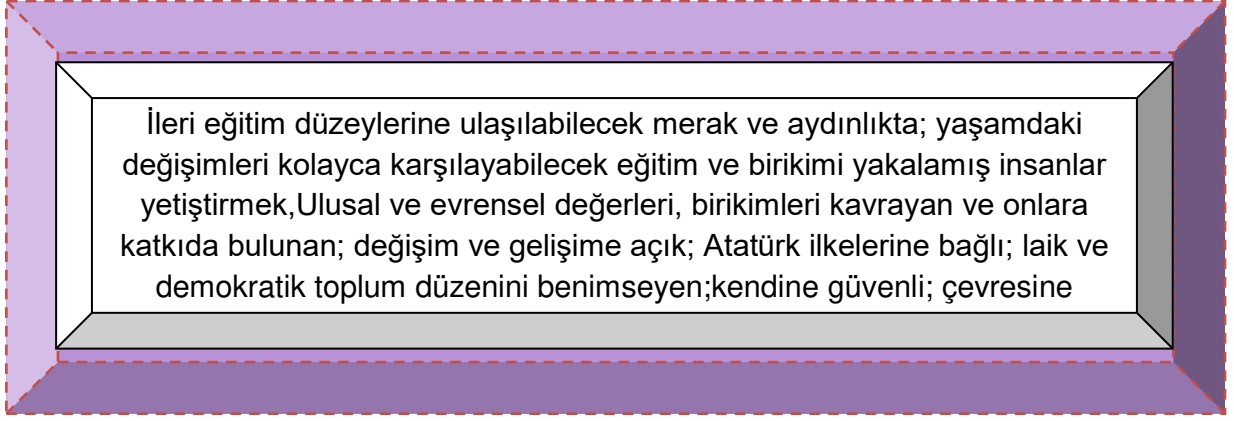 İleri eğitim düzeylerine ulaşılabilecek merak ve aydınlıkta; yaşamdaki
değişimleri kolayca karşılayabilecek eğitim ve birikimi yakalamış insanlar
yetiştirmek,Ulusal ve evrensel değerleri, birikimleri kavrayan ve onlara
katkıda bulunan; değişim ve gelişime açık; Atatürk ilkelerine bağlı; laik ve
demokratik toplum düzenini benimseyen;kendine güvenli; çevresine